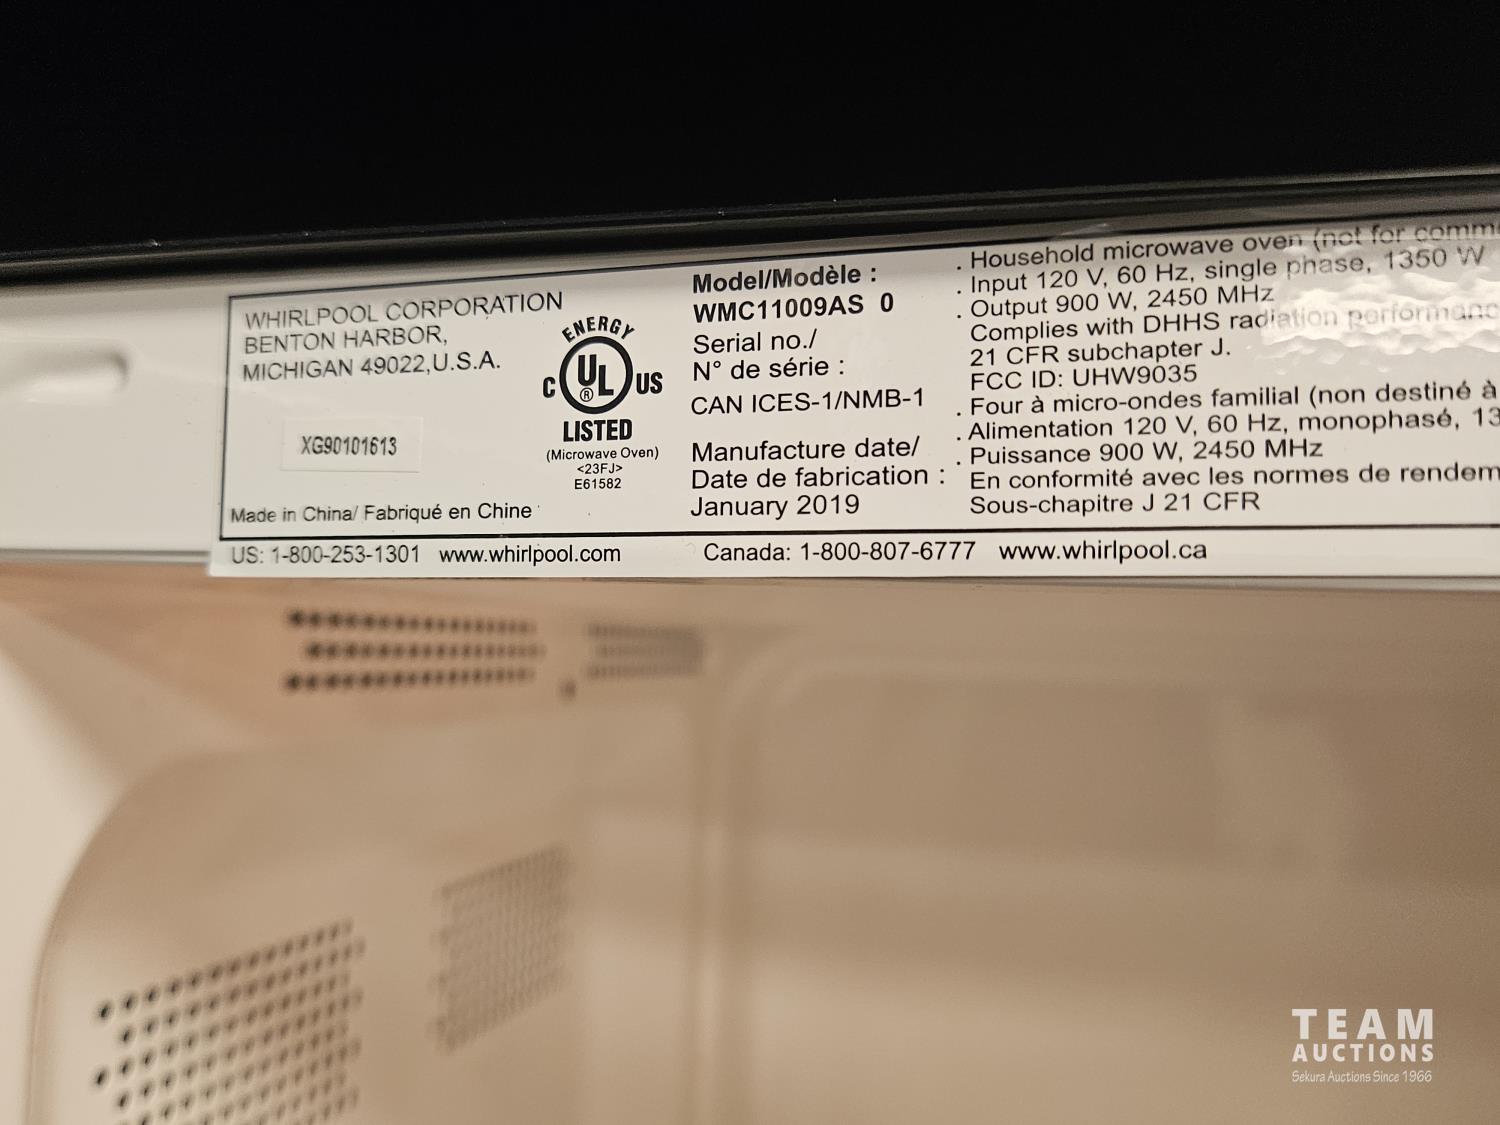 WHIRLPOOL CORPORATION
BENTON HARBOR,
MICHIGAN 49022,U.S.A.
XG90101613
Made in China/ Fabriqué en Chine
ENERGY
C UL US
®
LISTED
(Microwave Oven)
<23FJ>
E61582
Model/Modèle :
WMC11009AS 0
Serial no./
N° de série :
CAN ICES-1/NMB-1
Manufacture date/
Date de fabrication :
January 2019
. Household microwave oven (not for
. Input 120 V, 60 Hz, single phase, 1350 W
. Output 900 W, 2450 MHz
Complies with DHHS radiation
21 CFR subchapter J.
FCC ID: UHW9035
. Four à micro-ondes familial (non destiné à
. Alimentation 120 V, 60 Hz, monophasé,
. Puissance 900 W, 2450 MHz
En conformité avec les normes de
Sous-chapitre J 21 CFR
US: 1-800-253-1301 www.whirlpool.com
Canada: 1-800-807-6777 www.whirlpool.ca
TEAM
AUCTIONS
Sekura Auctions Since 1966